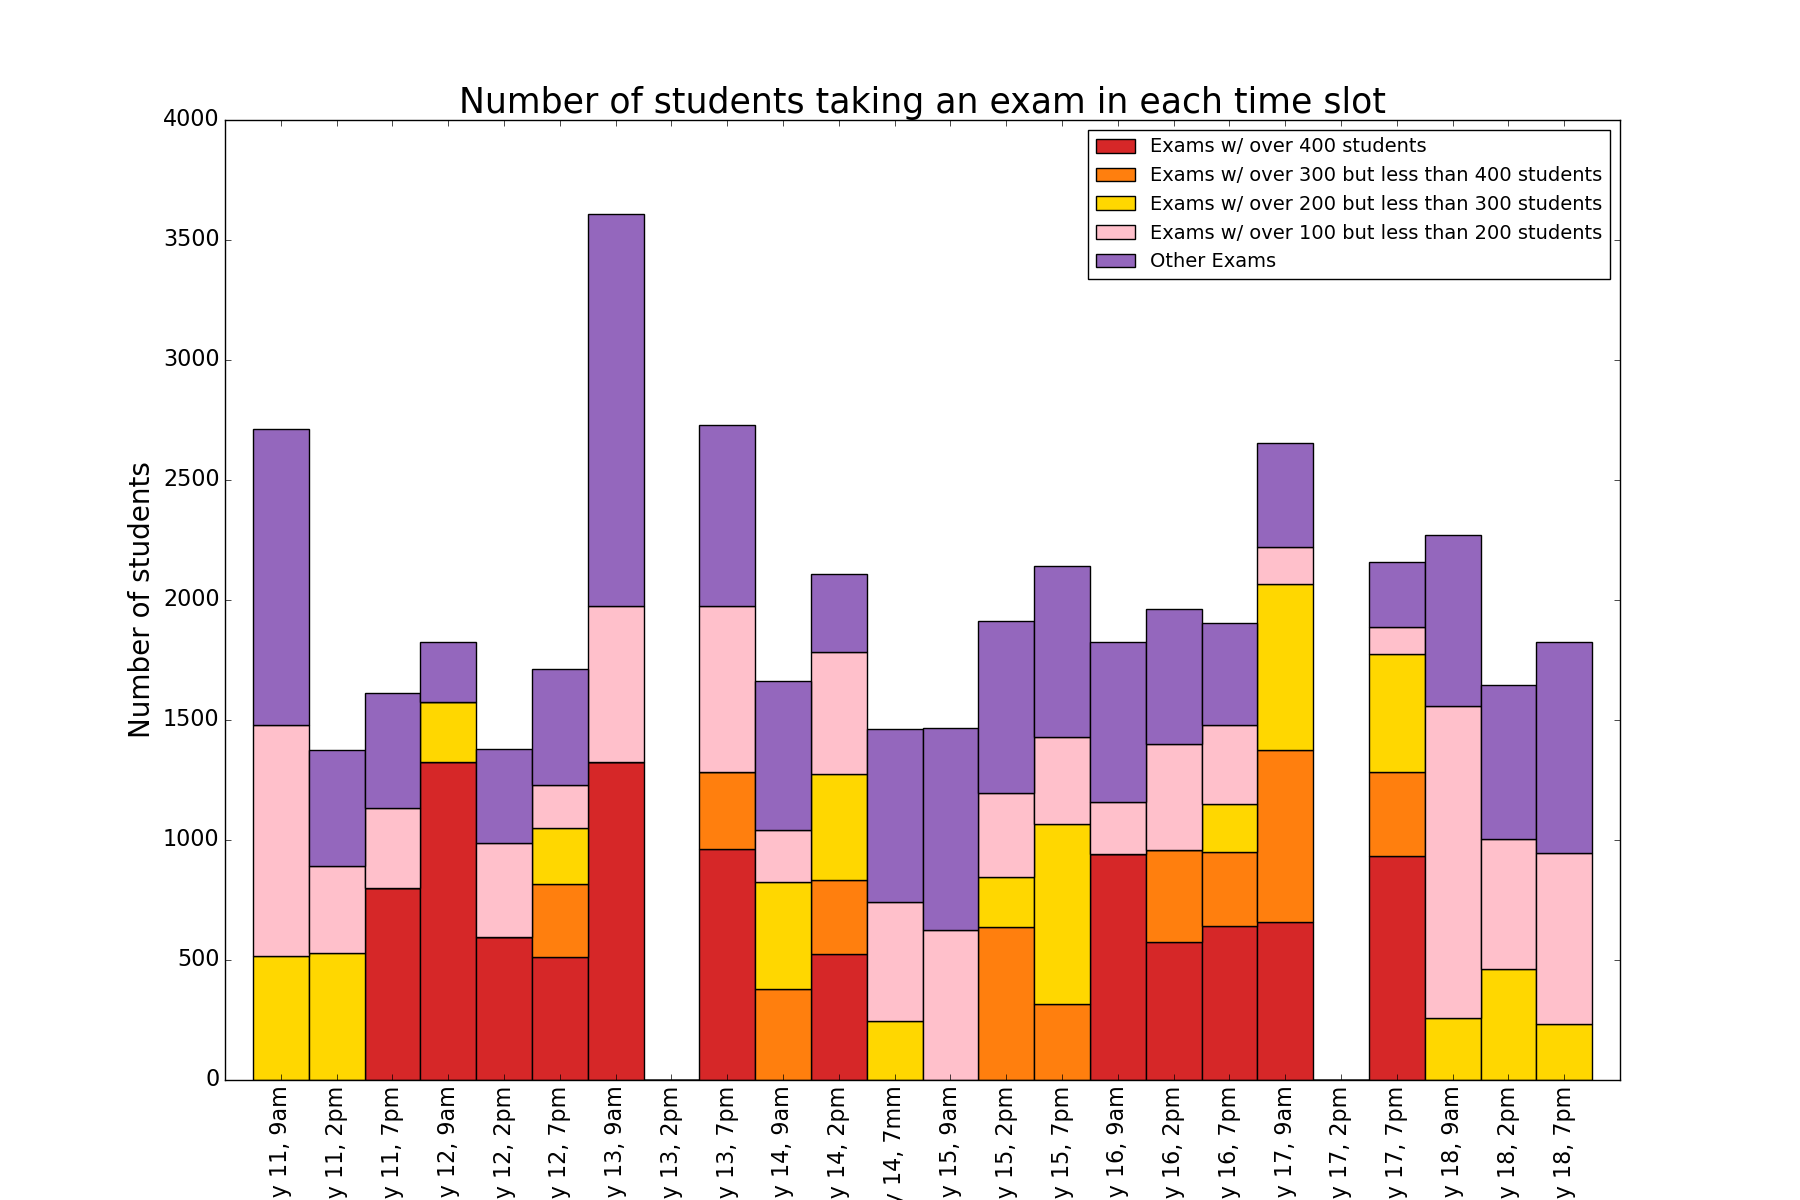 Number of students taking an exam in each time slot
Number of students
4000
3500
3000
2500
2000
1500
1000
500
0
Exams w/ over 400 students
Exams w/ over 300 but less than 400 students
Exams w/ over 200 but less than 300 students
Exams w/ over 100 but less than 200 students
Other Exams
y 11, 9am
y 11, 2pm
y 11, 7pm
y 12, 9am
y 12, 2pm
y 12, 7pm
y 13, 9am
y 13, 2pm
y 13, 7pm
y 14, 9am
y 14, 2pm
y 14, 7mm
y 15, 9am
y 15, 2pm
y 15, 7pm
y 16, 9am
y 16, 2pm
y 16, 7pm
y 17, 9am
y 17, 2pm
y 17, 7pm
y 18, 9am
y 18, 2pm
y 18, 7pm